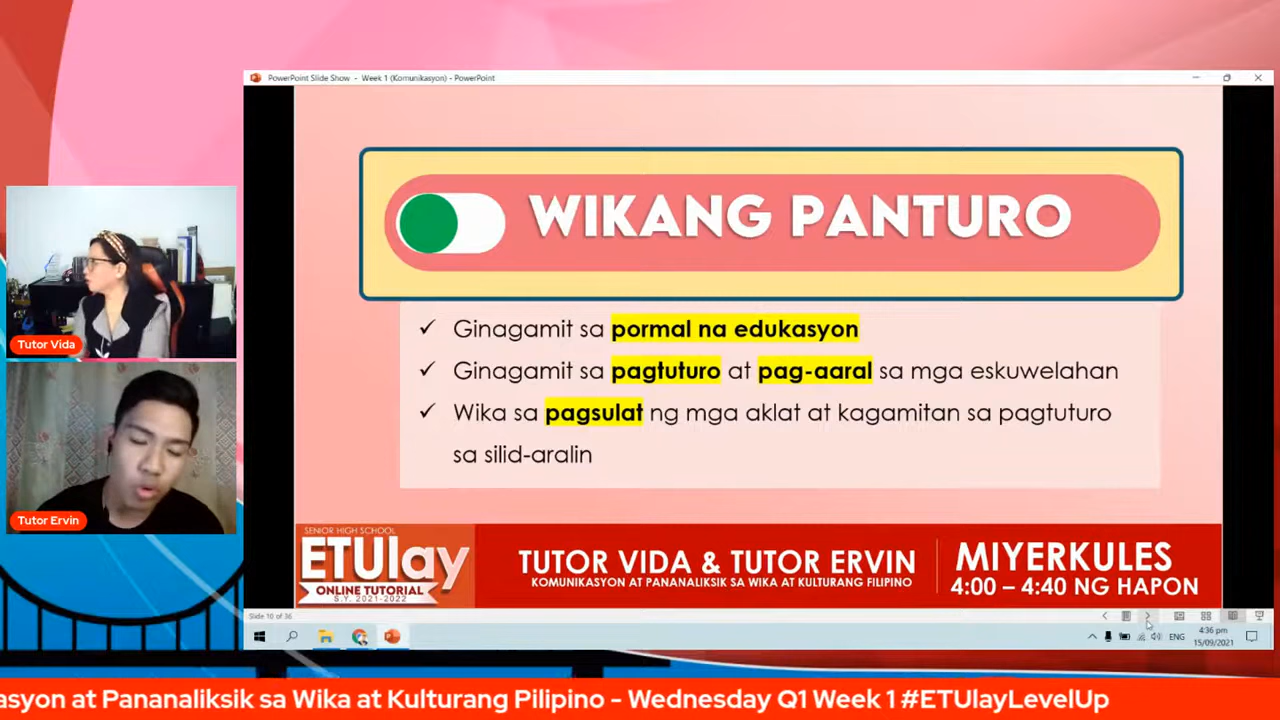 PowerPoint Slide Show - Week 1 (Komunikasyon) - PowerPoint
WIKANG PANTURO
✓ Ginagamit sa pormal na edukasyon
✓ Ginagamit sa pagtuturo at pag-aaral sa mga eskuwelahan
✓ Wika sa pagsulat ng mga aklat at kagamitan sa pagtuturo
sa silid-aralin
Tutor Vida
Tutor Ervin
SENIOR HIGH SCHOOL
ETUlay
ONLINE TUTORIAL
S.Y. 2021-2022
TUTOR VIDA & TUTOR ERVIN
KOMUNIKASYON AT PANANALIKSIK SA WIKA AT KULTURANG FILIPINO
MIYERKULES
4:00 – 4:40 NG HAPON
Slide 10 of 36
ENG
4:36 pm
15/09/2021
asyon at Pananaliksik sa Wika at Kulturang Pilipino - Wednesday Q1 Week 1 #ETUlayLevelUp